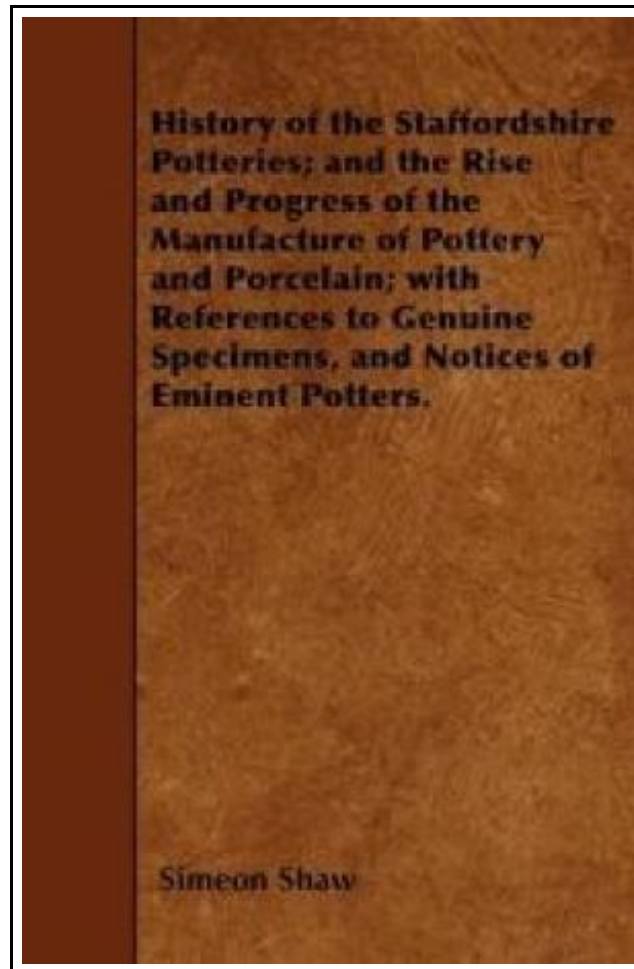 History of the Staffordshire
Potteries; and the Rise
and Progress of the
Manufacture of Pottery
and Porcelain; with
References to Genuine
Specimens, and Notices of
Eminent Potters.
Simeon Shaw